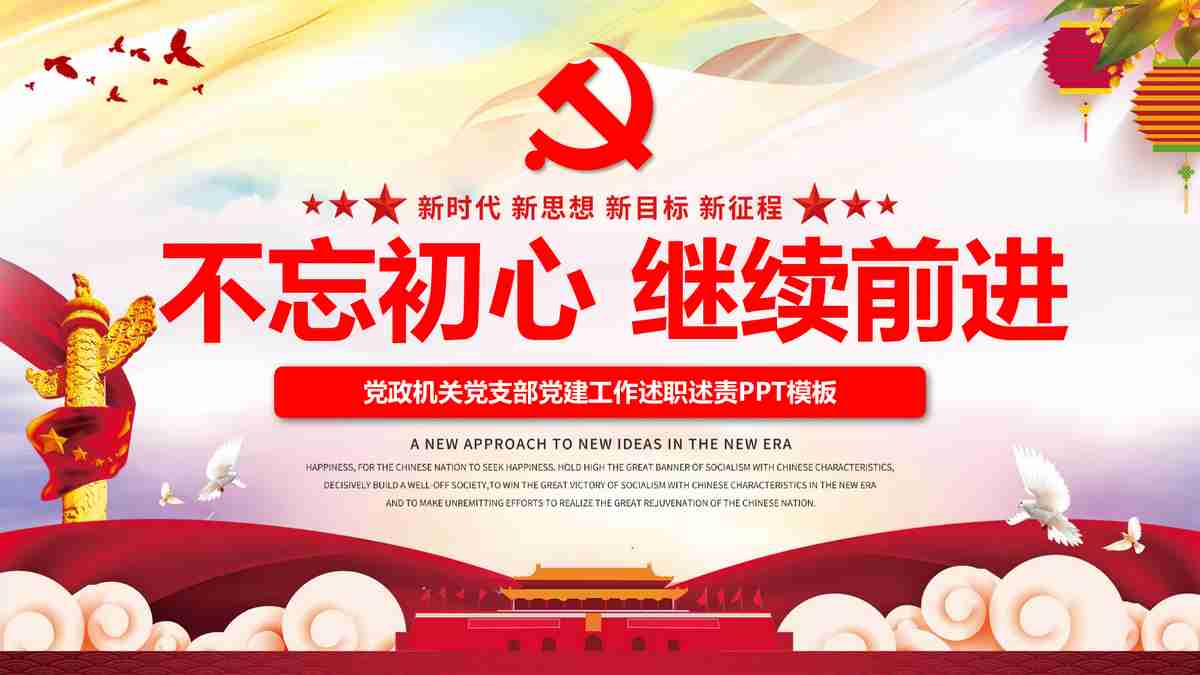 新时代 新思想 新目标 新征程
不忘初心 继续前进
党政机关党支部党建工作述职述责PPT模板
A NEW APPROACH TO NEW IDEAS IN THE NEW ERA
HAPPINESS, FOR THE CHINESE NATION TO SEEK HAPPINESS. HOLD HIGH THE GREAT BANNER OF SOCIALISM WITH CHINESE CHARACTERISTICS,
DECISIVELY BUILD A WELL-OFF SOCIETY,TO WIN THE GREAT VICTORY OF SOCIALISM WITH CHINESE CHARACTERISTICS IN THE NEW ERA
AND TO MAKE UNREMITTING EFFORTS TO REALIZE THE GREAT REJUVENATION OF THE CHINESE NATION.